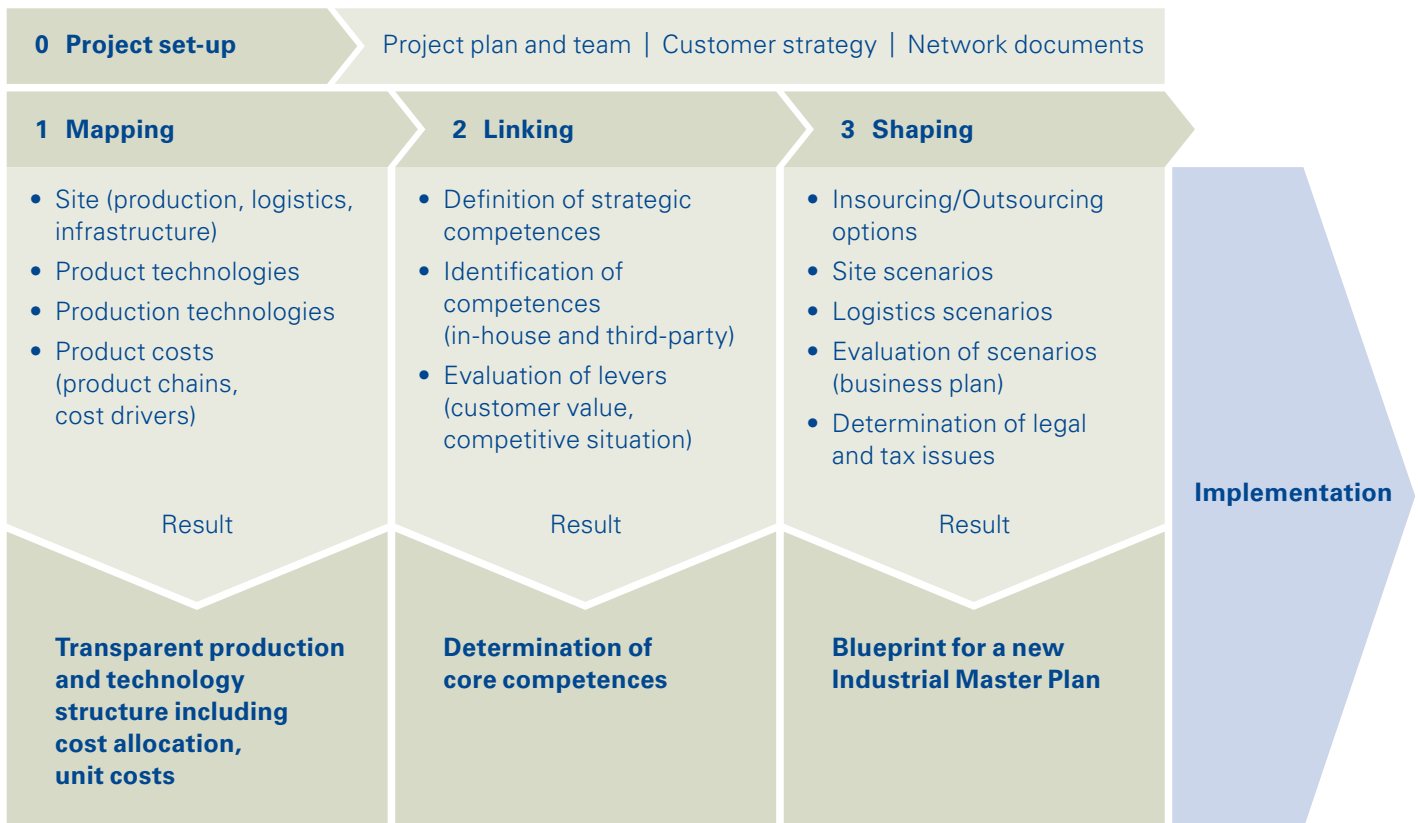 0 Project set-up
Project plan and team | Customer strategy | Network documents
1 Mapping
• Site (production, logistics,
infrastructure)
• Product technologies
• Production technologies
• Product costs
(product chains,
cost drivers)
Result
Transparent production
and technology
structure including
cost allocation,
unit costs
2 Linking
• Definition of strategic
competences
• Identification of
competences
(in-house and third-party)
• Evaluation of levers
(customer value,
competitive situation)
Result
Determination of
core competences
3 Shaping
• Insourcing/Outsourcing
options
• Site scenarios
• Logistics scenarios
• Evaluation of scenarios
(business plan)
• Determination of legal
and tax issues
Result
Blueprint for a new
Industrial Master Plan
Implementation